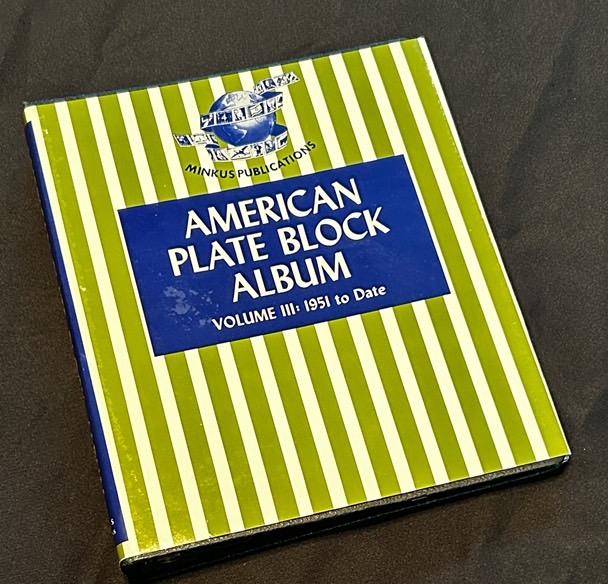 MINKUS PUBLICATIONS
AMERICAN
PLATE BLOCK
ALBUM
VOLUME III: 1951 to Date